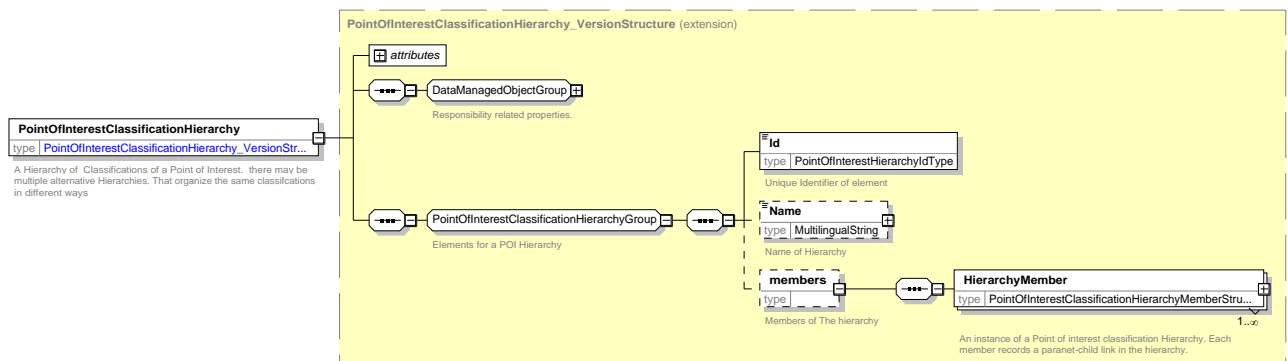 PointOfInterestClassificationHierarchy_VersionStructure (extension)
attributes
DataManagedObjectGroup
Responsibility related properties.
PointOfInterestClassificationHierarchy
type PointOfInterestClassificationHierarchy_VersionStr...
A Hierarchy of Classifications of a Point of Interest. there may be
multiple alternative Hierarchies. That organize the same classifcations
in different ways
Id
type PointOfInterestHierarchyIdType
Unique Identifier of element
PointOfInterestClassificationHierarchyGroup
Elements for a POI Hierarchy
Name
type MultilingualString
Name of Hierarchy
members
type
Members of The hierarchy
HierarchyMember
type PointOfInterestClassificationHierarchyMemberStru...
1..∞
An instance of a Point of interest classification Hierarchy. Each
member records a paranet-child link in the hierarchy.